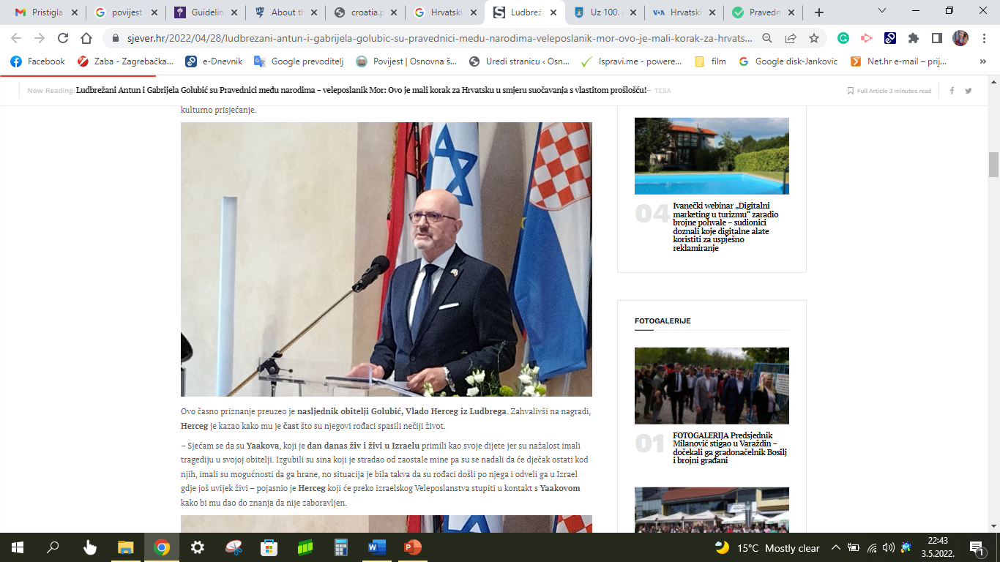 Pristigla
povijest
Guidelin
About th
croatia.p
Hrvatski
Ludbreža
Uz 100.
Hrvatski
Pravedn
sjever.hr/2022/04/28/ludbrezani-antun-i-gabrijela-golubic-su-pravednici-medu-narodima-veleposlanik-mor-ovo-je-mali-korak-za-hrvats...
Facebook
Zaba - Zagrebačka...
e-Dnevnik
Google prevoditelj
Povijest | Osnovna š...
Uredi stranicu ‹ Osn...
Ispravi.me - powere...
film
Google disk-Jankovic
Net.hr e-mail – prij...
»
Now Reading: Ludbrežani Antun i Gabrijela Golubić su Pravednici među narodima – veleposlanik Mor: Ovo je mali korak za Hrvatsku u smjeru suočavanja s vlastitom prošlošću! – TESA
Full Article 3 minutes read
kulturno prisjećanje.
Ovo časno priznanje preuzeo je nasljednik obitelji Golubić, Vlado Herceg iz Ludbrega. Zahvalivši na nagradi,
Herceg je kazao kako mu je čast što su njegovi rođaci spasili nečiji život.
– Sjećam se da su Yaakova, koji je dan danas živ i živi u Izraelu primili kao svoje dijete jer su nažalost imali
tragediju u svojoj obitelji. Izgubili su sina koji je stradao od zaostale mine pa su se nadali da će dječak ostati kod
njih, imali su mogućnosti da ga hrane, no situacija je bila takva da su rođaci došli po njega i odveli ga u Izrael
gdje još uvijek živi – pojasnio je Herceg koji će preko izraelskog Veleposlanstva stupiti u kontakt s Yaakovom
kako bi mu dao do znanja da nije zaboravljen.
04
Ivanečki webinar „Digitalni
marketing u turizmu“ zaradio
brojne pohvale – sudionici
doznali koje digitalne alate
koristiti za uspješno
reklamiranje
FOTOGALERIJE
01
FOTOGALERIJA Predsjednik
Milanović stigao u Varaždin –
dočekali ga gradonačelnik Bosilj
i brojni građani
15°C Mostly clear
22:43
3.5.2022.
1